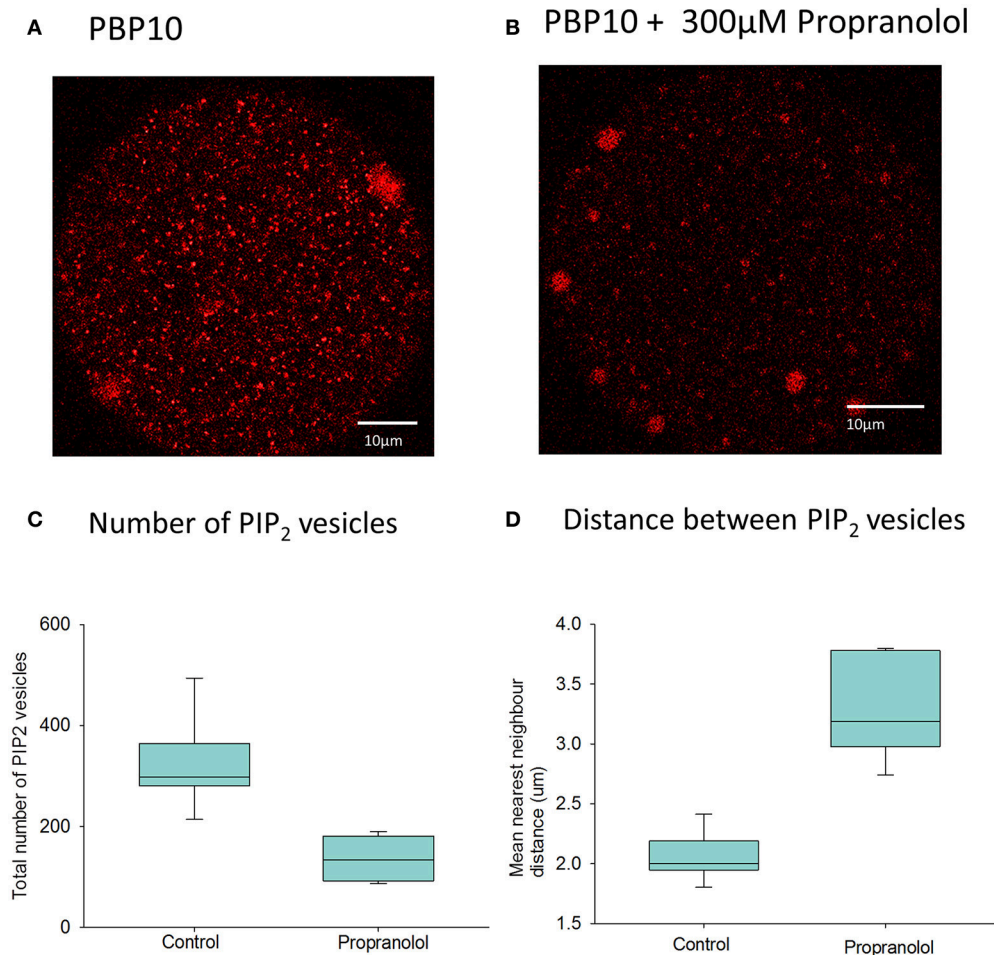 A PBP10
B PBP10 + 300µM Propranolol
10µm
10µm
C Number of PIP2 vesicles
D Distance between PIP2 vesicles
Total number of PIP2 vesicles
600
400
200
0
Control
Propranolol
Mean nearest neighbour
distance (um)
4.0
3.5
3.0
2.5
2.0
1.5
Control
Propranolol